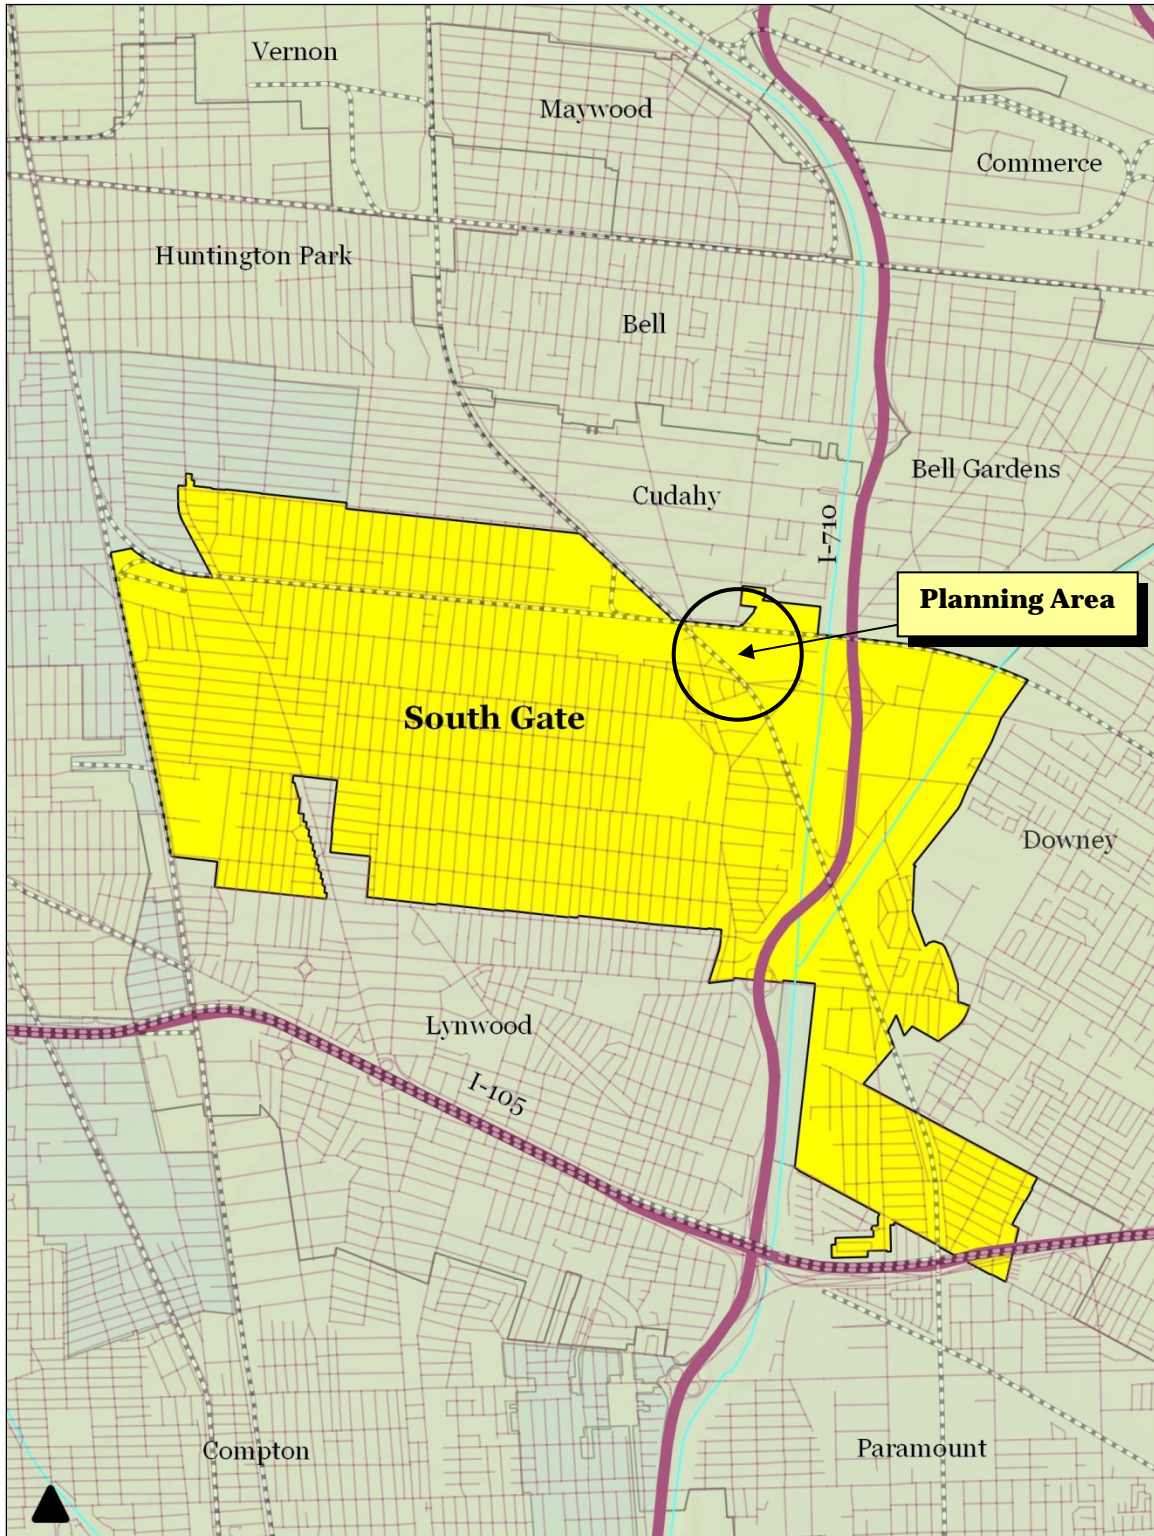 Vernon
Maywood
Commerce
Huntington Park
Bell
Bell Gardens
Cudahy
I-710
Planning Area
South Gate
Downey
Lynwood
I-105
Compton
Paramount